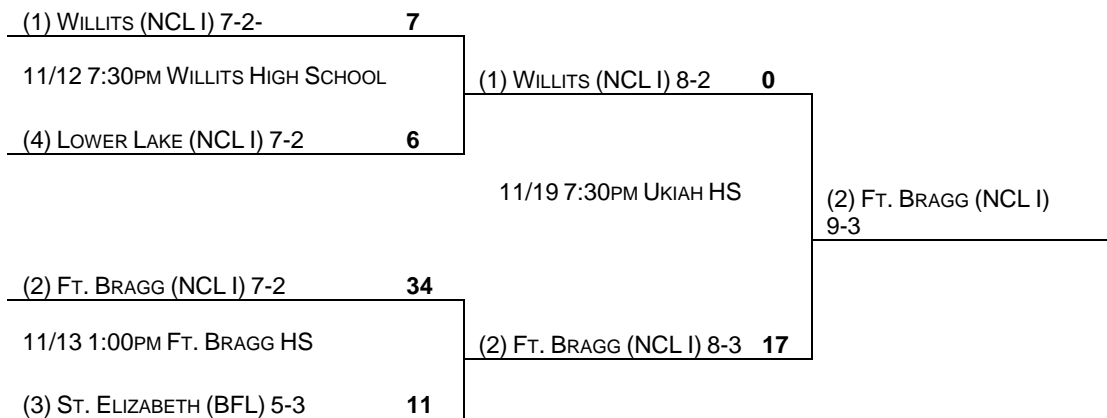 (1) WILLITS (NCL I) 7-2- 7
11/12 7:30PM WILLITS HIGH SCHOOL
(4) LOWER LAKE (NCL I) 7-2 6
(1) WILLITS (NCL I) 8-2 0
11/19 7:30PM UKIAH HS
(2) FT. BRAGG (NCL I)
9-3
(2) FT. BRAGG (NCL I) 7-2 34
11/13 1:00PM FT. BRAGG HS
(3) ST. ELIZABETH (BFL) 5-3 11
(2) FT. BRAGG (NCL I) 8-3 17